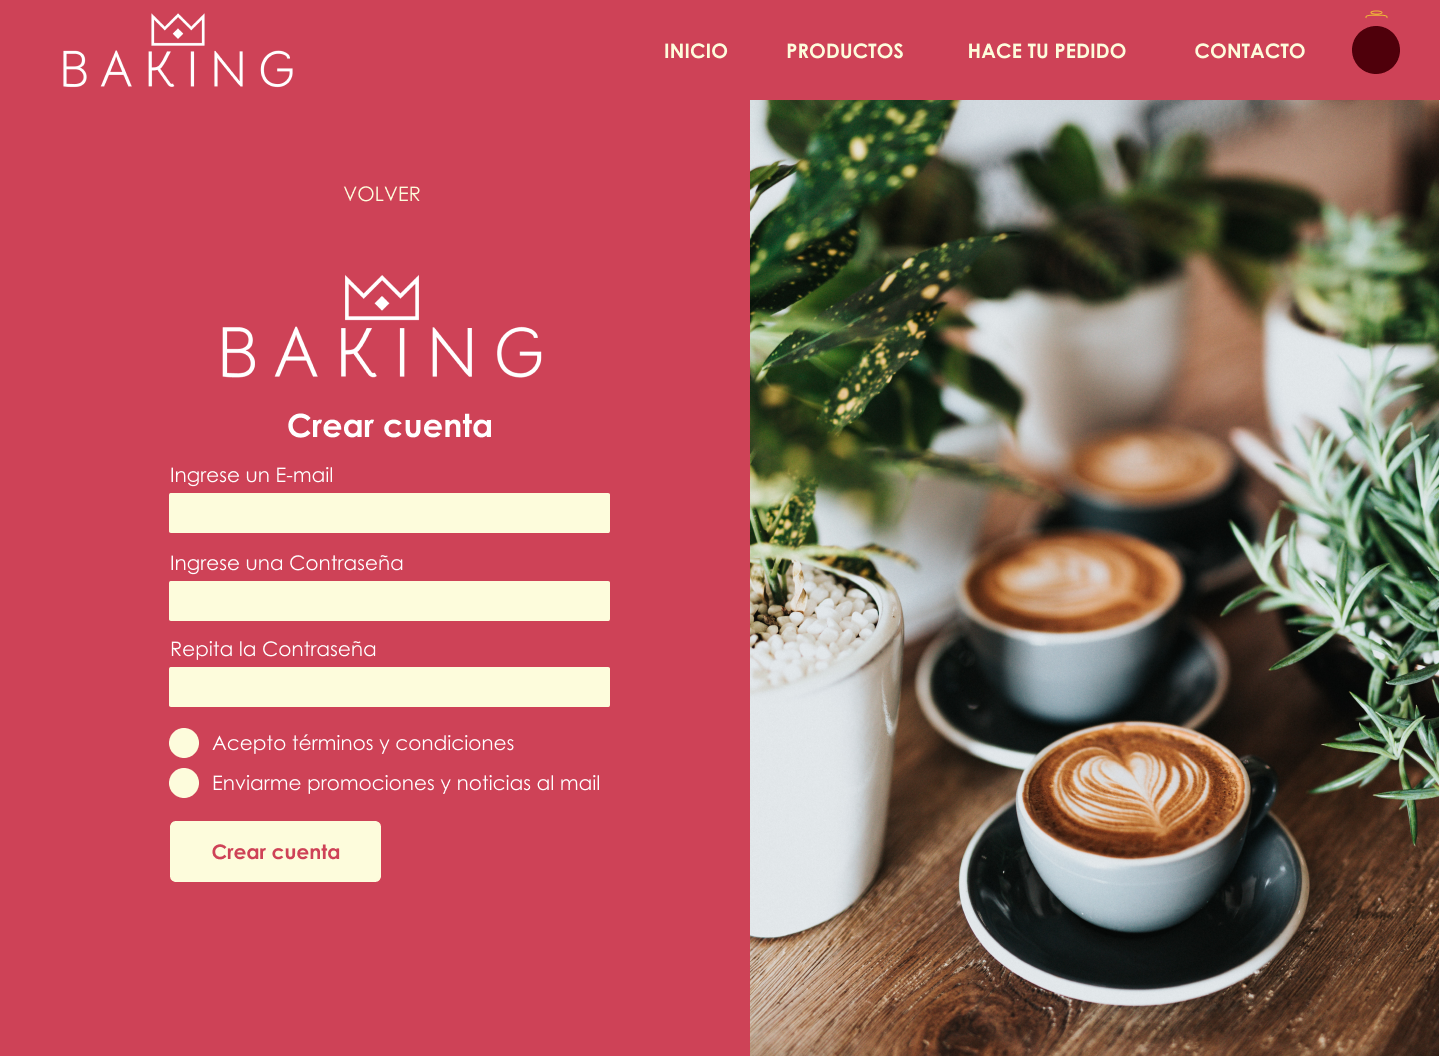 BAKING
INICIO PRODUCTOS HACE TU PEDIDO CONTACTO
VOLVER
BAKING
Crear cuenta
Ingrese un E-mail
Ingrese una Contraseña
Repita la Contraseña
Acepto términos y condiciones
Enviarme promociones y noticias al mail
Crear cuenta